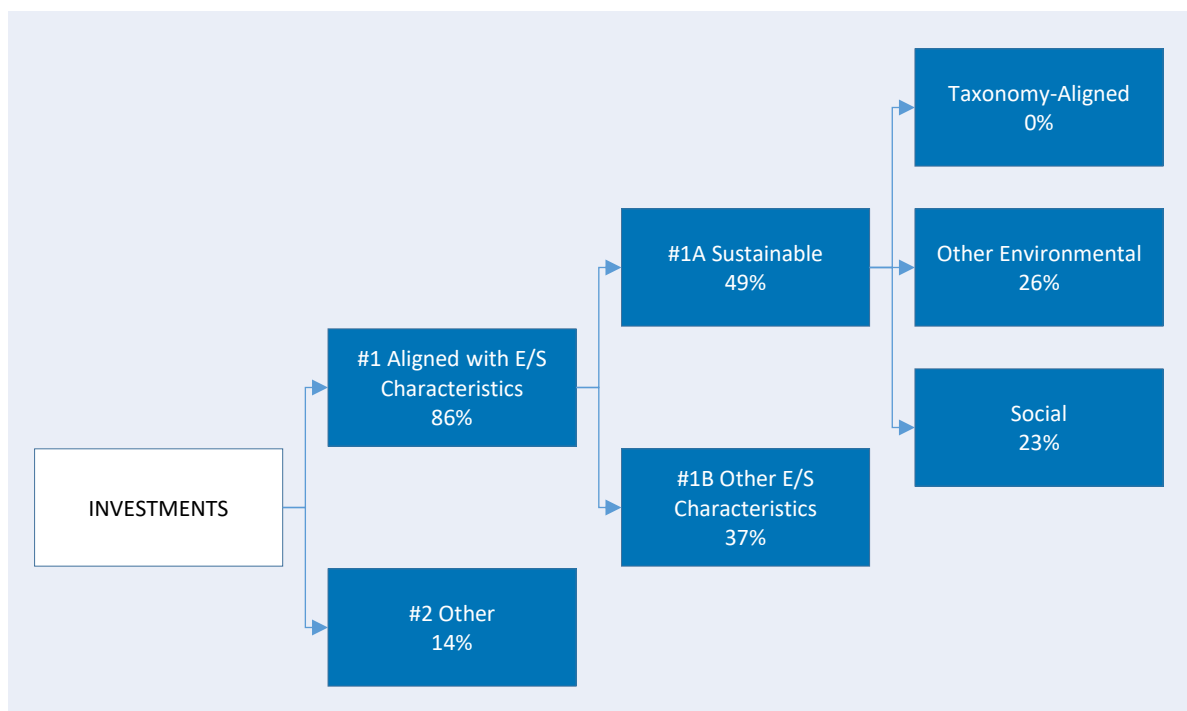 Taxonomy-Aligned
0%
#1A Sustainable
49%
Other Environmental
26%
#1 Aligned with E/S
Characteristics
86%
Social
23%
INVESTMENTS
#1B Other E/S
Characteristics
37%
#2 Other
14%